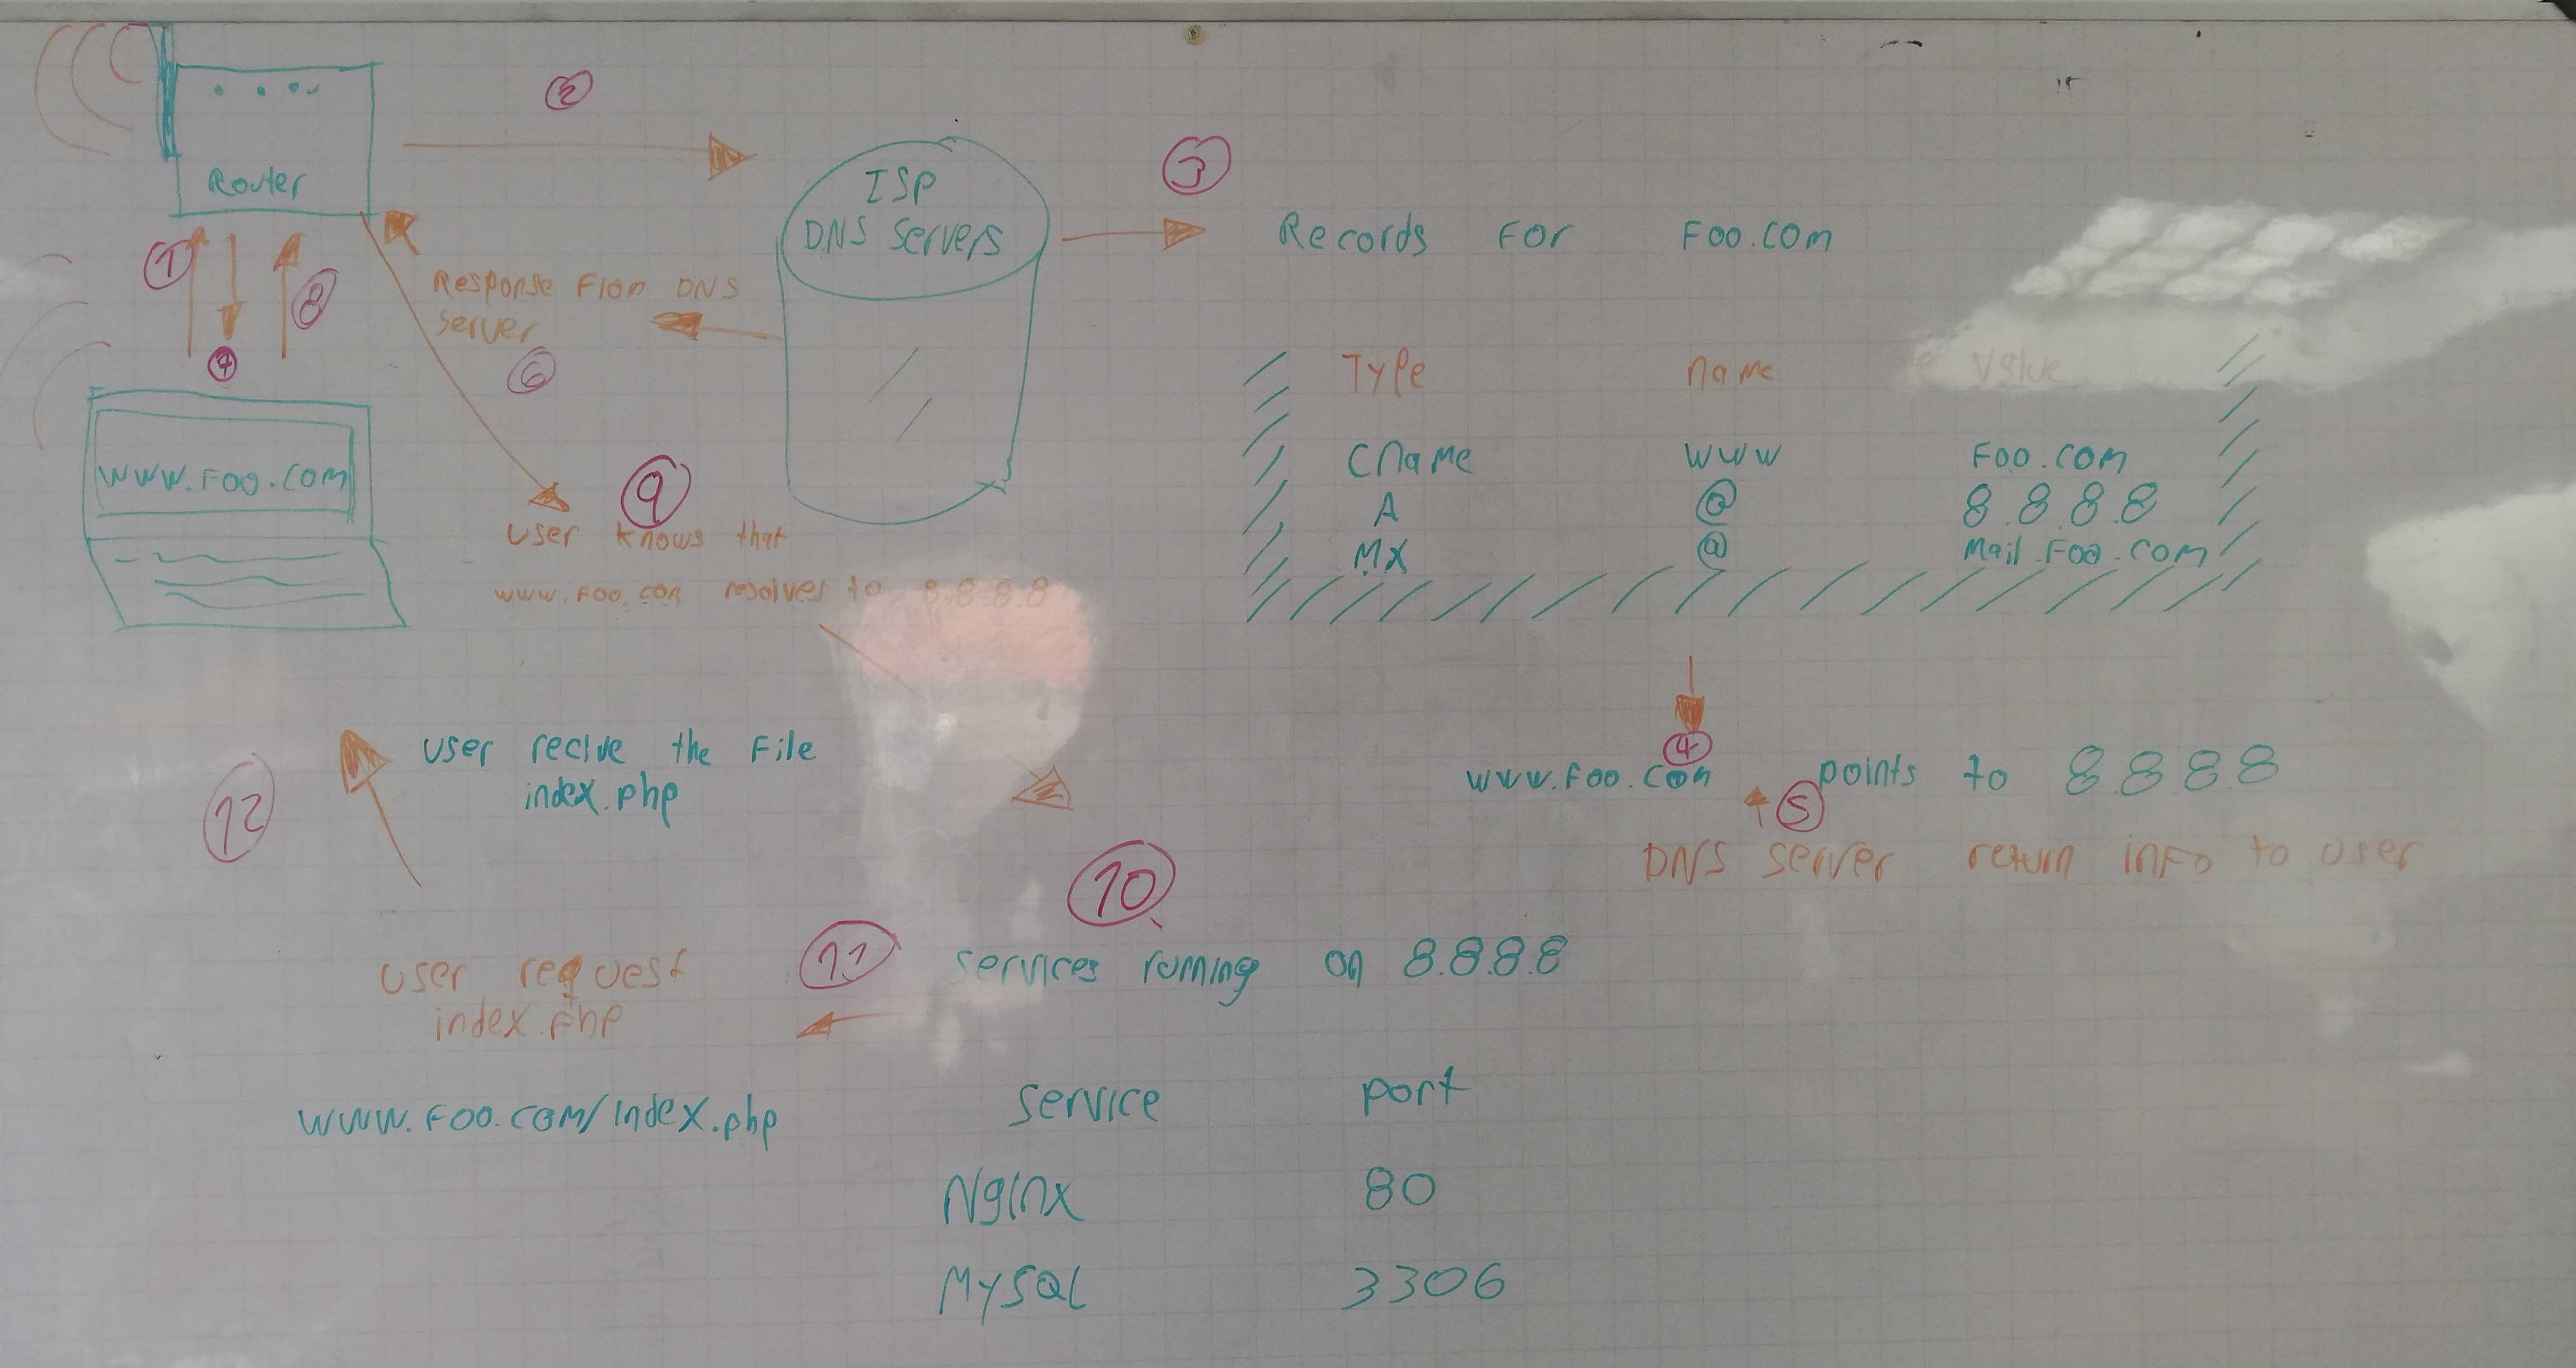 2
Router
ISP
DNS Servers
3
Records For Foo.com
1
8
Response From DNS
Server
6
7
www.Foo.com
Type name Value
Cname www Foo.com
A @ 8.8.8.8
MX @ Mail.Foo.com
9
User knows that
www.Foo.com resolves to 8.8.8.8
4
www.Foo.com points to 8.8.8.8
5
DNS Server return info to user
12
User recive the File
index.php
10
11
services runing on 8.8.8.8
User request
index.php
www.Foo.com/index.php
Service port
Nginx 80
MySQL 3306